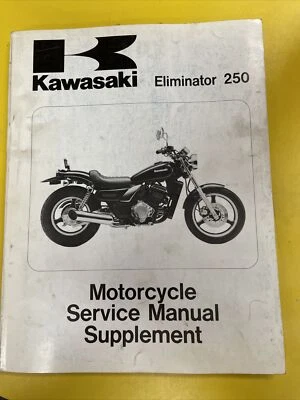 Kawasaki Eliminator 250
Motorcycle
Service Manual
Supplement